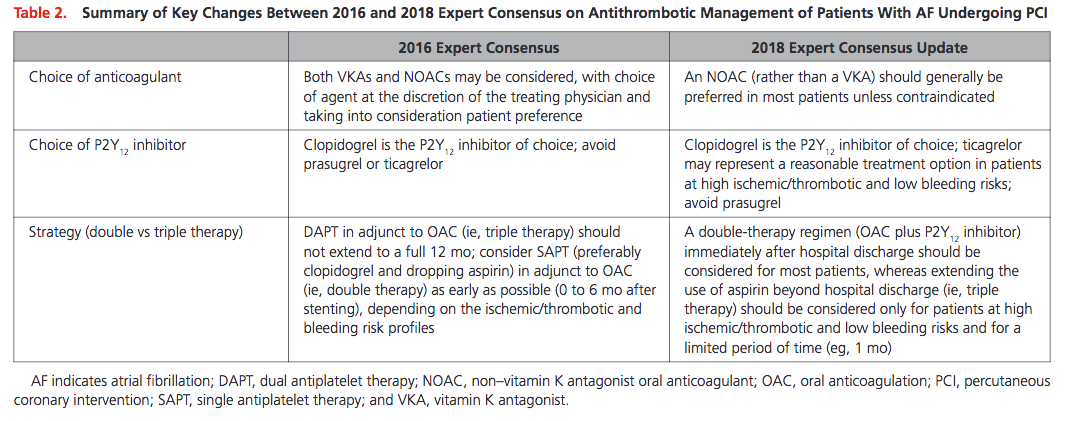 Table 2. Summary of Key Changes Between 2016 and 2018 Expert Consensus on Antithrombotic Management of Patients With AF Undergoing PCI
2016 Expert Consensus
2018 Expert Consensus Update
Choice of anticoagulant
Both VKAs and NOACs may be considered, with choice
of agent at the discretion of the treating physician and
taking into consideration patient preference
An NOAC (rather than a VKA) should generally be
preferred in most patients unless contraindicated
Choice of P2Y12 inhibitor
Clopidogrel is the P2Y12 inhibitor of choice; avoid
prasugrel or ticagrelor
Clopidogrel is the P2Y12 inhibitor of choice; ticagrelor
may represent a reasonable treatment option in patients
at high ischemic/thrombotic and low bleeding risks;
avoid prasugrel
Strategy (double vs triple therapy)
DAPT in adjunct to OAC (ie, triple therapy) should
not extend to a full 12 mo; consider SAPT (preferably
clopidogrel and dropping aspirin) in adjunct to OAC
(ie, double therapy) as early as possible (0 to 6 mo after
stenting), depending on the ischemic/thrombotic and
bleeding risk profiles
A double-therapy regimen (OAC plus P2Y12 inhibitor)
immediately after hospital discharge should be
considered for most patients, whereas extending the
use of aspirin beyond hospital discharge (ie, triple
therapy) should be considered only for patients at high
ischemic/thrombotic and low bleeding risks and for a
limited period of time (eg, 1 mo)
AF indicates atrial fibrillation; DAPT, dual antiplatelet therapy; NOAC, non–vitamin K antagonist oral anticoagulant; OAC, oral anticoagulation; PCI, percutaneous
coronary intervention; SAPT, single antiplatelet therapy; and VKA, vitamin K antagonist.